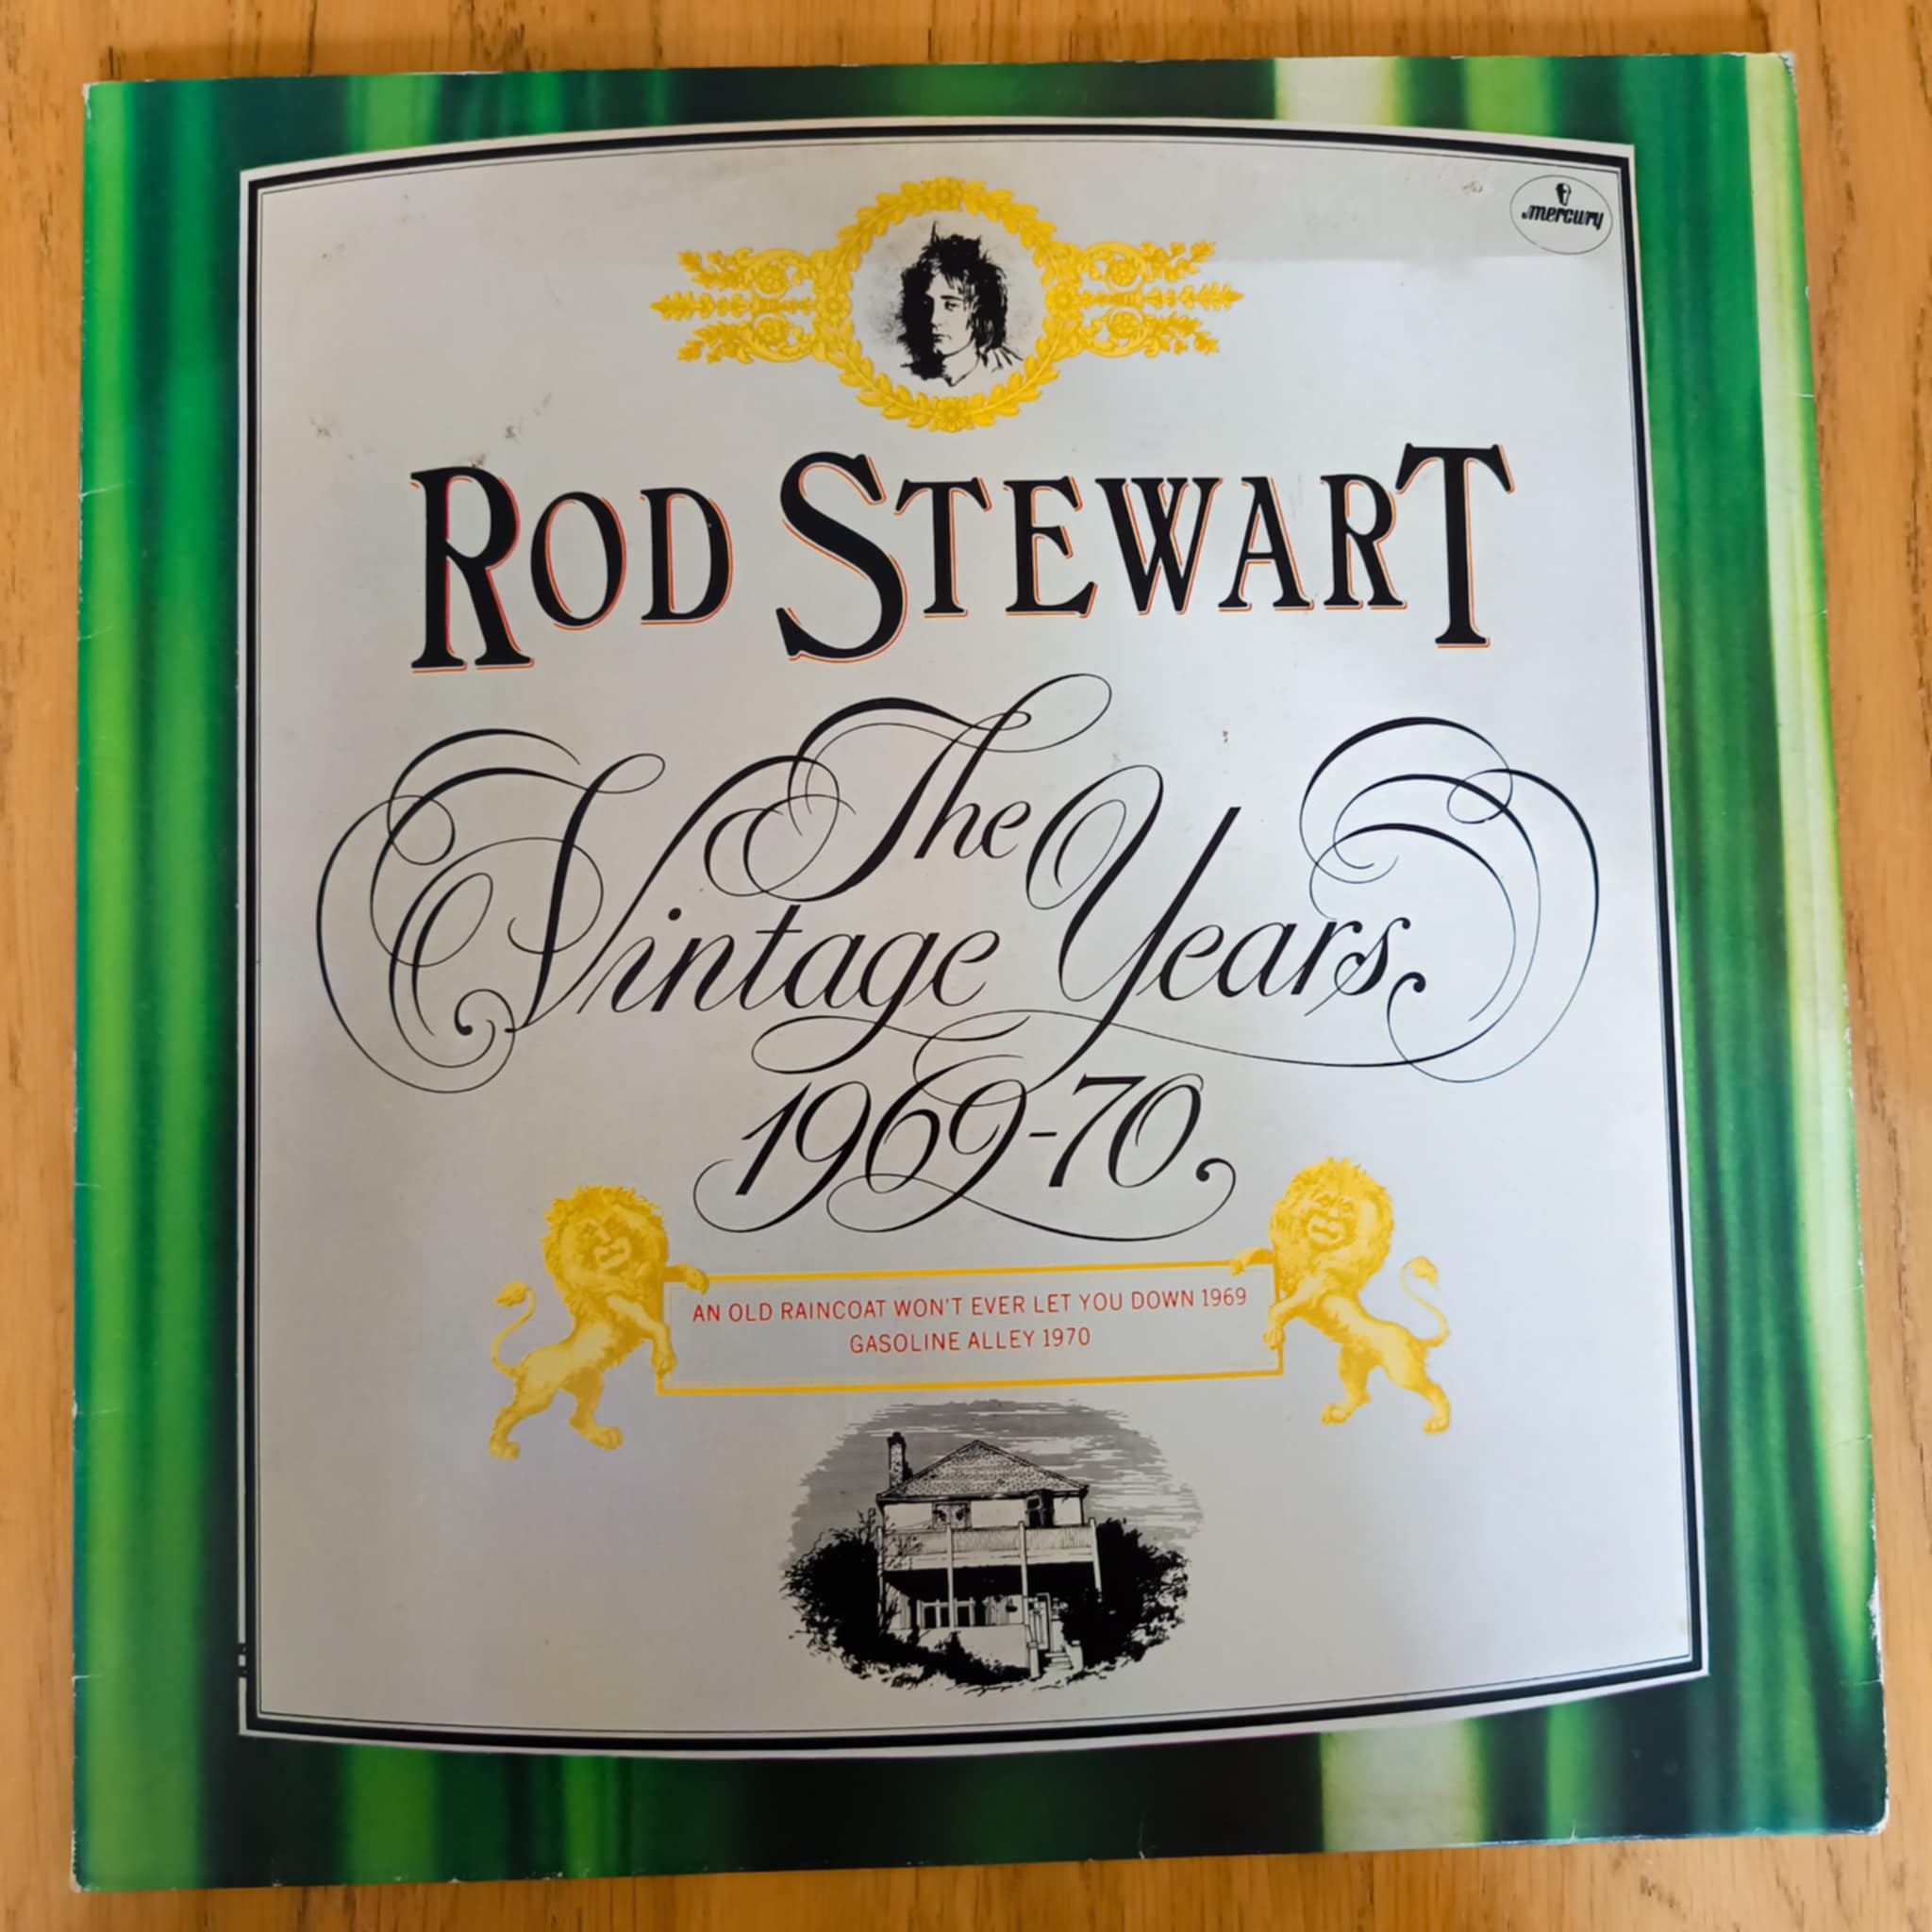 mercury
ROD STEWART
The
Vintage Years
1969-70
AN OLD RAINCOAT WON'T EVER LET YOU DOWN 1969
GASOLINE ALLEY 1970